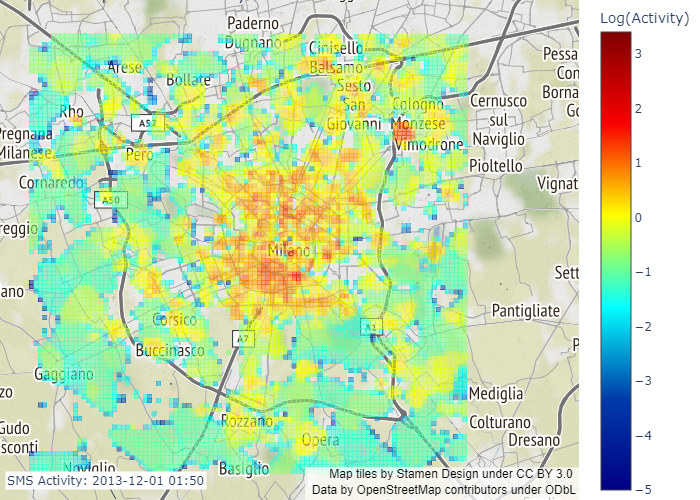 Log(Activity)
3
2
1
0
−1
−2
−3
−4
−5
Paderno
Dugnano
Cinisello
Balsamo
Sesto
San
Giovanni
Arese
Bollate
Rho
A52
Pero
Cologno
Monzese
Vimodrone
Cernusco
sul
Naviglio
Pioltello
Pessa
Con
Borna
Go
Vignat
Pregnana
Milanese
Cornaredo
A50
reggio
ano
Milano
Sett
Pantigliate
P
Corsico
Buccinasco
A7
A1
Gaggiano
zo
Gudo
sconti
Rozzano
Opera
Mediglia
Colturano
Dresano
Noviglio
Basiglio
SMS Activity: 2013-12-01 01:50
Map tiles by Stamen Design under CC BY 3.0
Data by OpenStreetMap contributors under ODbL